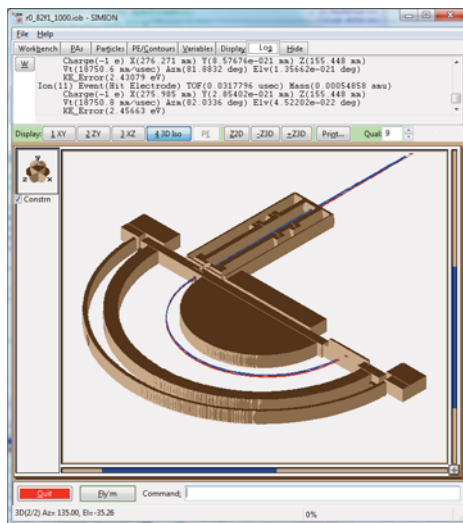 r0_82f1_1000.iob - SIMION
File Help
Workbench PAs Particles PE/Contours Variables Display Log Hide
W
Charge(-1 e) X(276.271 mm) Y(8.57676e-021 mm) Z(155.448 mm)
Vt(18750.6 mm/usec) Azm(81.8832 deg) Elv(1.35662e-021 deg)
KE_Error(2.43079 eV)
Ion(11) Event(Hit Electrode) TOF(0.0317796 usec) Mass(0.00054858 amu)
Charge(-1 e) X(275.985 mm) Y(2.85402e-021 mm) Z(155.448 mm)
Vt(18750.8 mm/usec) Azm(82.0336 deg) Elv(4.52202e-022 deg)
KE_Error(2.45663 eV)
Display: 1 XY 2 ZY 3 XZ 4 3D Iso PE Z2D -Z3D +Z3D Print... Qual: 9
Y
X Z
Constrn
Quit Fly'm Command:
3D(2/2) Az= 135.00, El= -35.26 0%